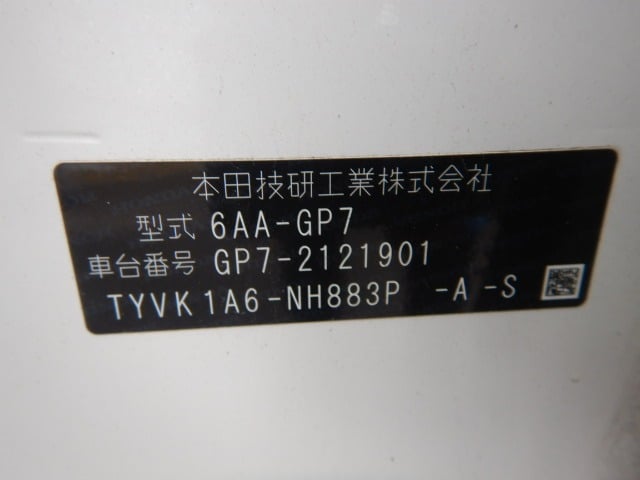 本田技研工業株式会社
型式 6AA-GP7
車台番号 GP7-2121901
TYVK1A6-NH883P -A -S